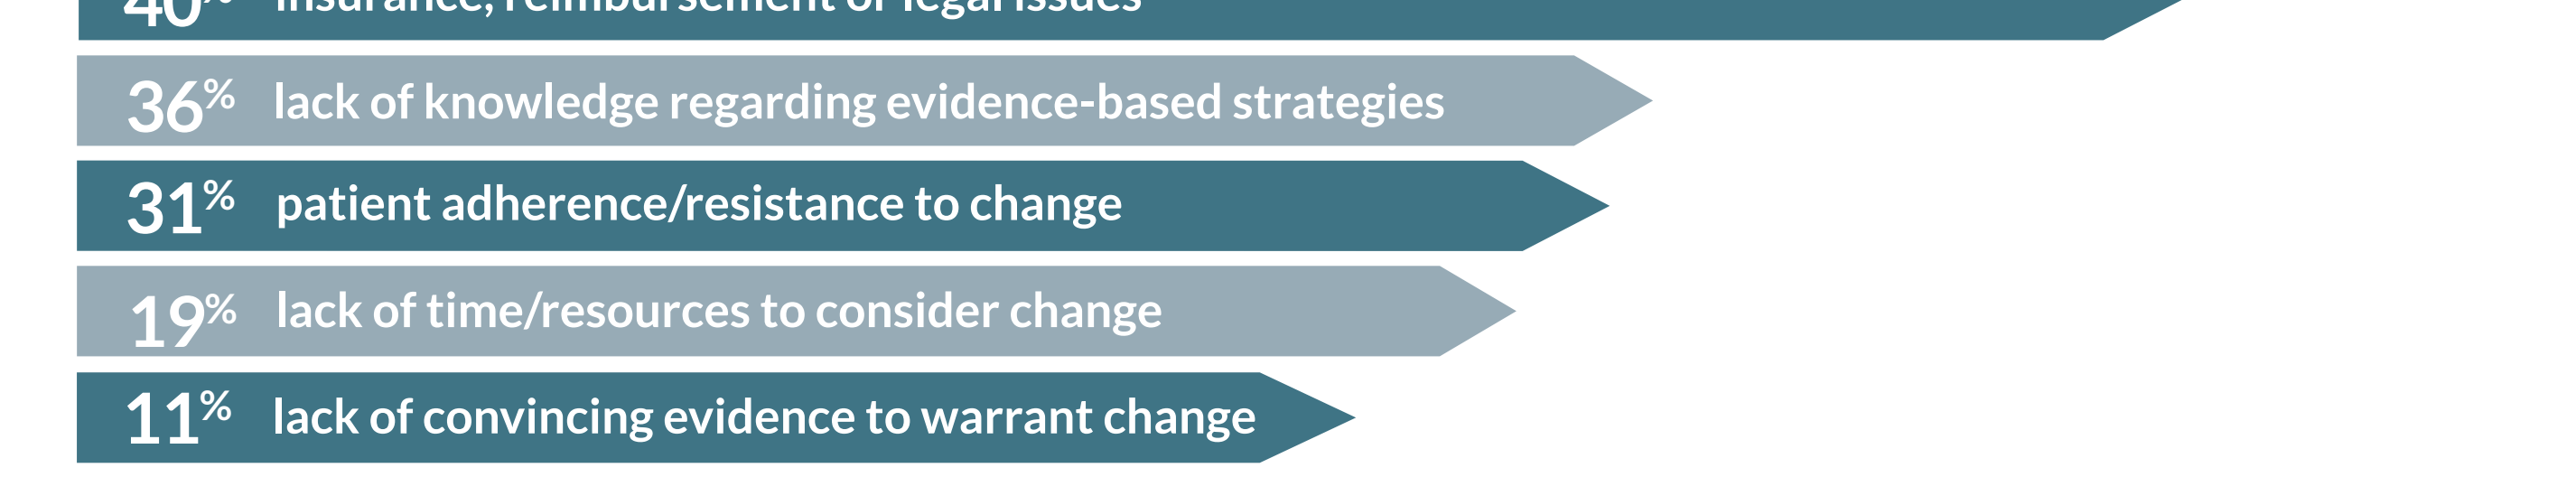 40% insurance, reimbursement or legal issues
36% lack of knowledge regarding evidence-based strategies
31% patient adherence/resistance to change
19% lack of time/resources to consider change
11% lack of convincing evidence to warrant change